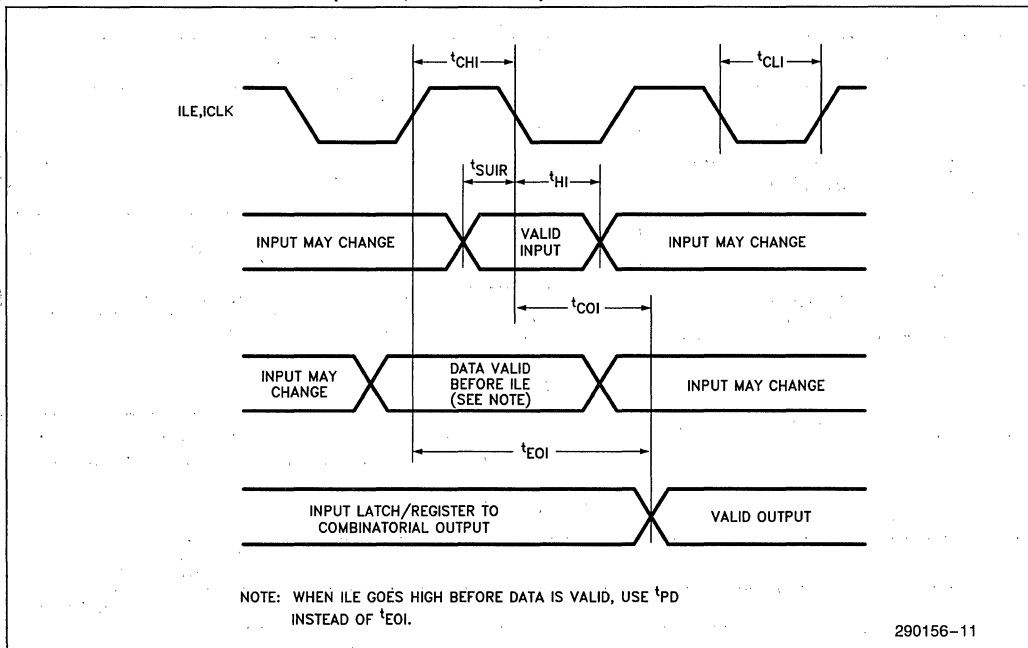 tCHI
tCLI
ILE,ICLK
tSUIR
tHI
INPUT MAY CHANGE
VALID
INPUT
INPUT MAY CHANGE
tCOI
INPUT MAY
CHANGE
DATA VALID
BEFORE ILE
(SEE NOTE)
INPUT MAY CHANGE
tEOI
INPUT LATCH/REGISTER TO
COMBINATORIAL OUTPUT
VALID OUTPUT
NOTE: WHEN ILE GOES HIGH BEFORE DATA IS VALID, USE tPD
INSTEAD OF tEOI.
290156-11